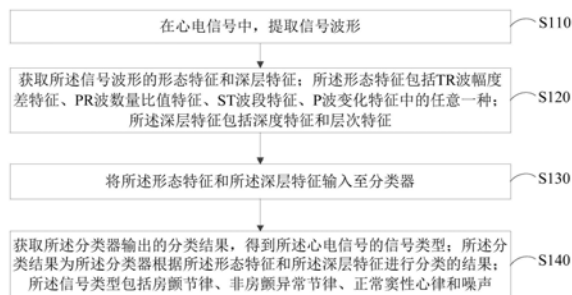 在心电信号中，提取信号波形
S110
获取所述信号波形的形态特征和深层特征；所述形态特征包括TR波幅度
差特征、PR波数量比值特征、ST波段特征、P波变化特征中的任意一种；
所述深层特征包括深度特征和层次特征
S120
将所述形态特征和所述深层特征输入至分类器
S130
获取所述分类器输出的分类结果，得到所述心电信号的信号类型；所述分
类结果为所述分类器根据所述形态特征和所述深层特征进行分类的结果；
所述信号类型包括房颤节律、非房颤异常节律、正常窦性心律和噪声
S140